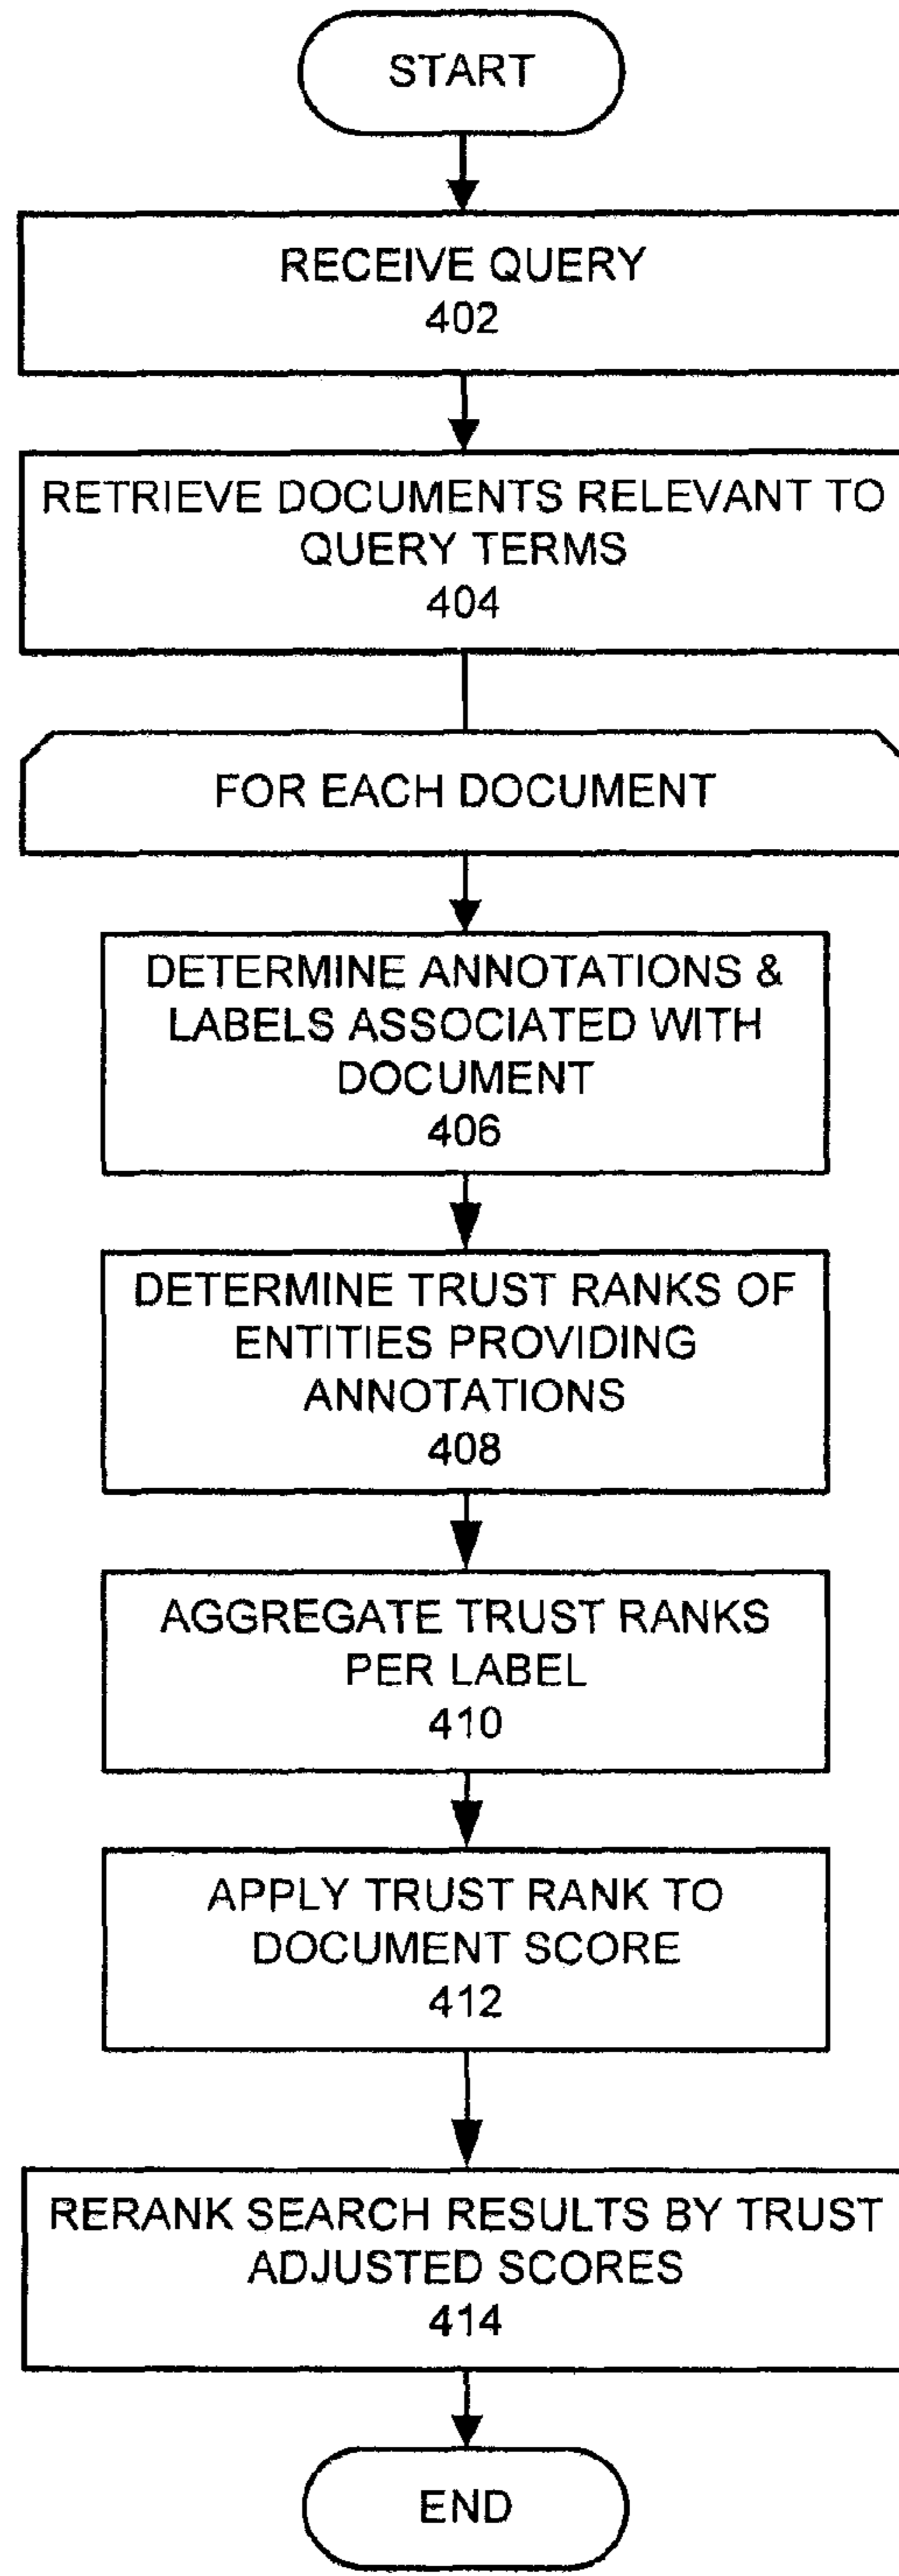 START
RECEIVE QUERY
402
RETRIEVE DOCUMENTS RELEVANT TO
QUERY TERMS
404
FOR EACH DOCUMENT
DETERMINE ANNOTATIONS &
LABELS ASSOCIATED WITH
DOCUMENT
406
DETERMINE TRUST RANKS OF
ENTITIES PROVIDING
ANNOTATIONS
408
AGGREGATE TRUST RANKS
PER LABEL
410
APPLY TRUST RANK TO
DOCUMENT SCORE
412
RERANK SEARCH RESULTS BY TRUST
ADJUSTED SCORES
414
END